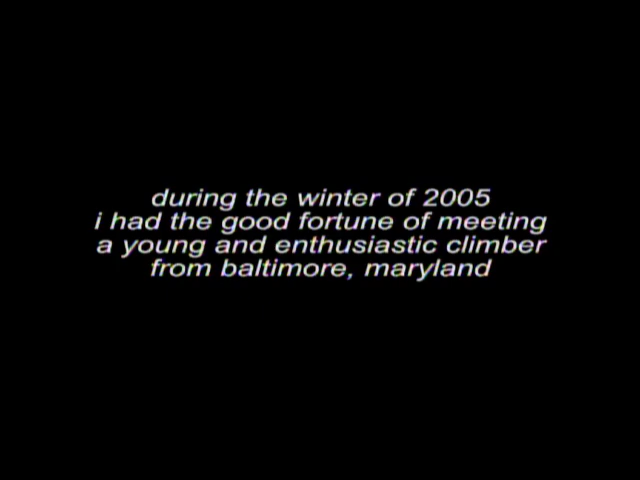 during the winter of 2005
i had the good fortune of meeting
a young and enthusiastic climber
from baltimore, maryland